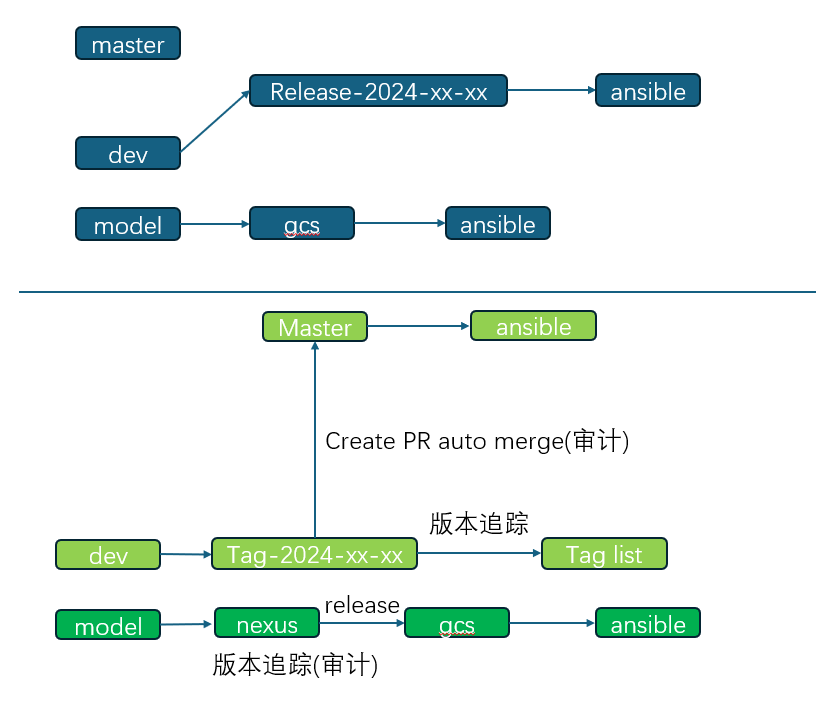 master
Release-2024-xx-xx
ansible
dev
model
gcs
ansible
Master
ansible
Create PR auto merge(审计)
版本追踪
dev
Tag-2024-xx-xx
Tag list
release
model
nexus
gcs
ansible
版本追踪(审计)